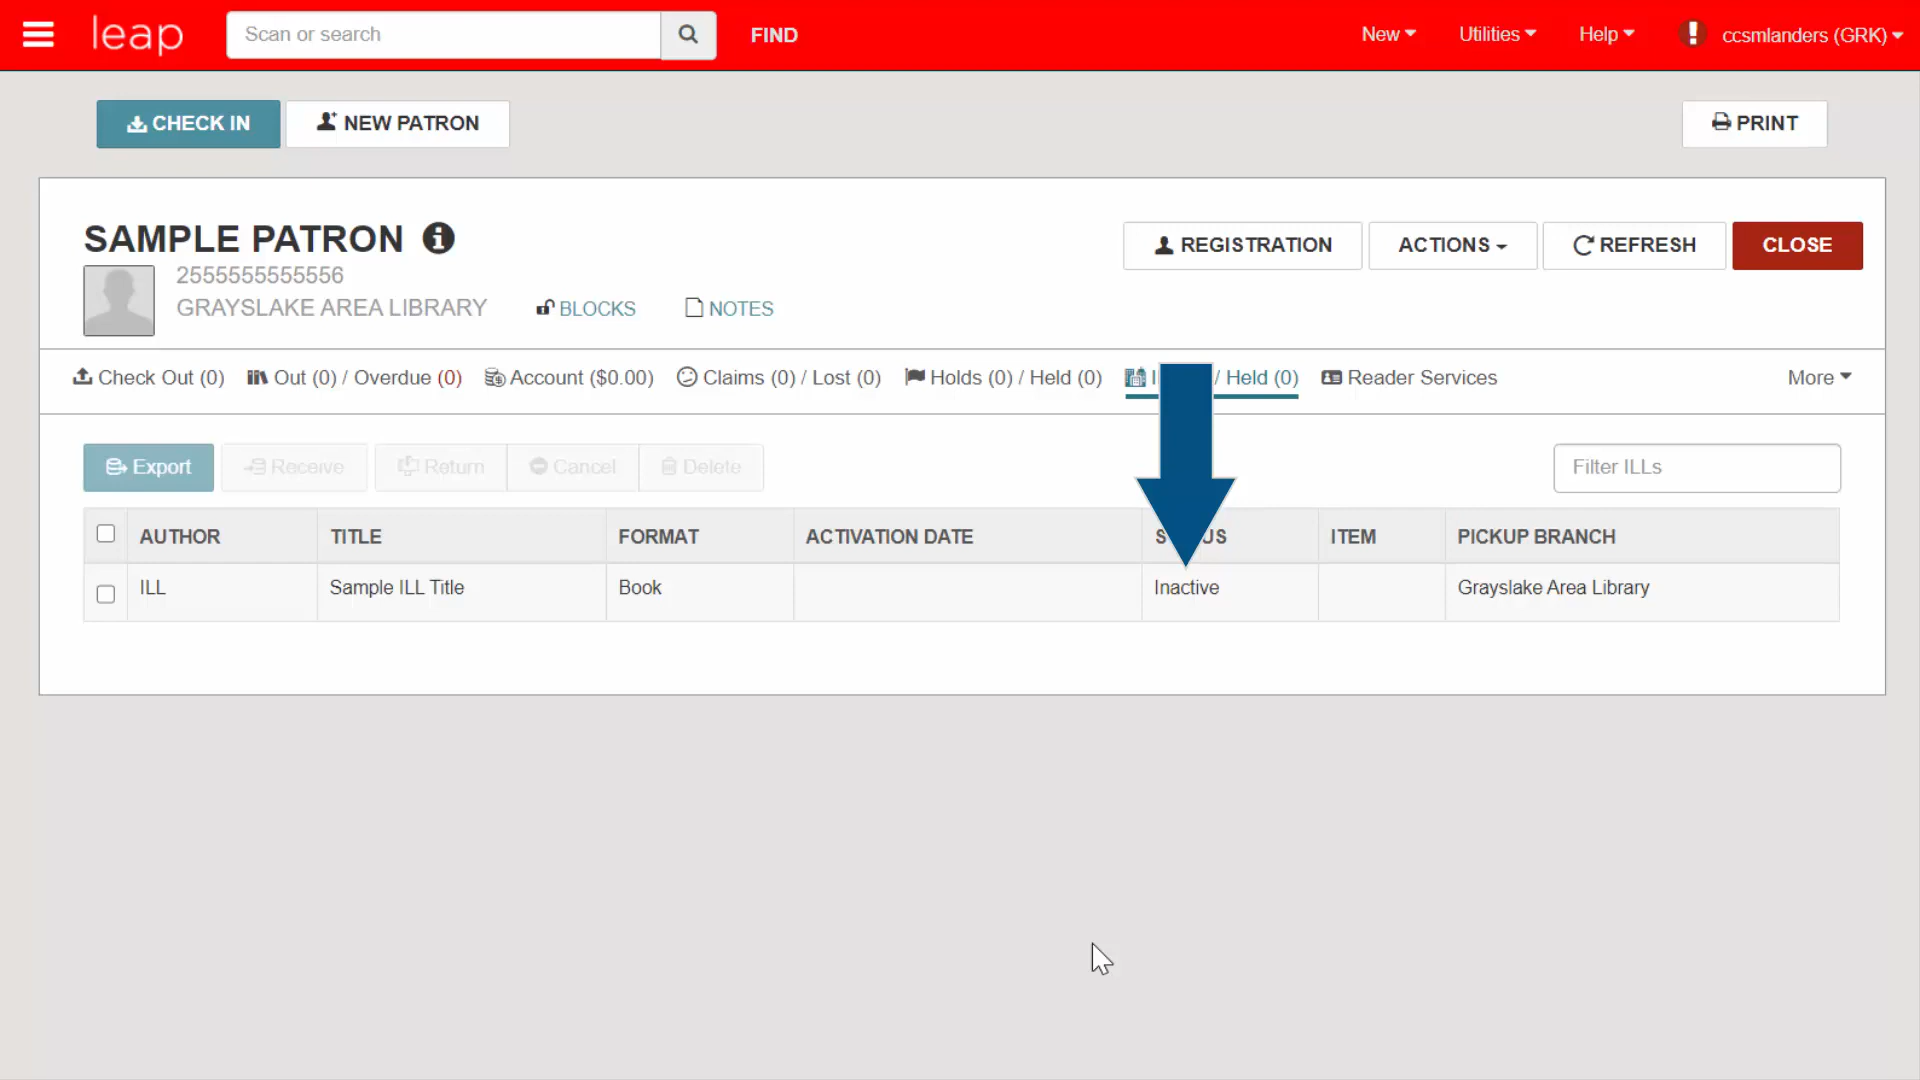 leap
Scan or search
FIND
New
Utilities
Help
ccsmlanders (GRK)
CHECK IN
NEW PATRON
PRINT
SAMPLE PATRON
2555555555556
GRAYSLAKE AREA LIBRARY
BLOCKS
NOTES
REGISTRATION
ACTIONS
REFRESH
CLOSE
Check Out (0)
Out (0) / Overdue (0)
Account ($0.00)
Claims (0) / Lost (0)
Holds (0) / Held (0)
/ Held (0)
Reader Services
More
Export
Receive
Return
Cancel
Delete
Filter ILLs
AUTHOR TITLE FORMAT ACTIVATION DATE ITEM PICKUP BRANCH
ILL Sample ILL Title Book Inactive Grayslake Area Library